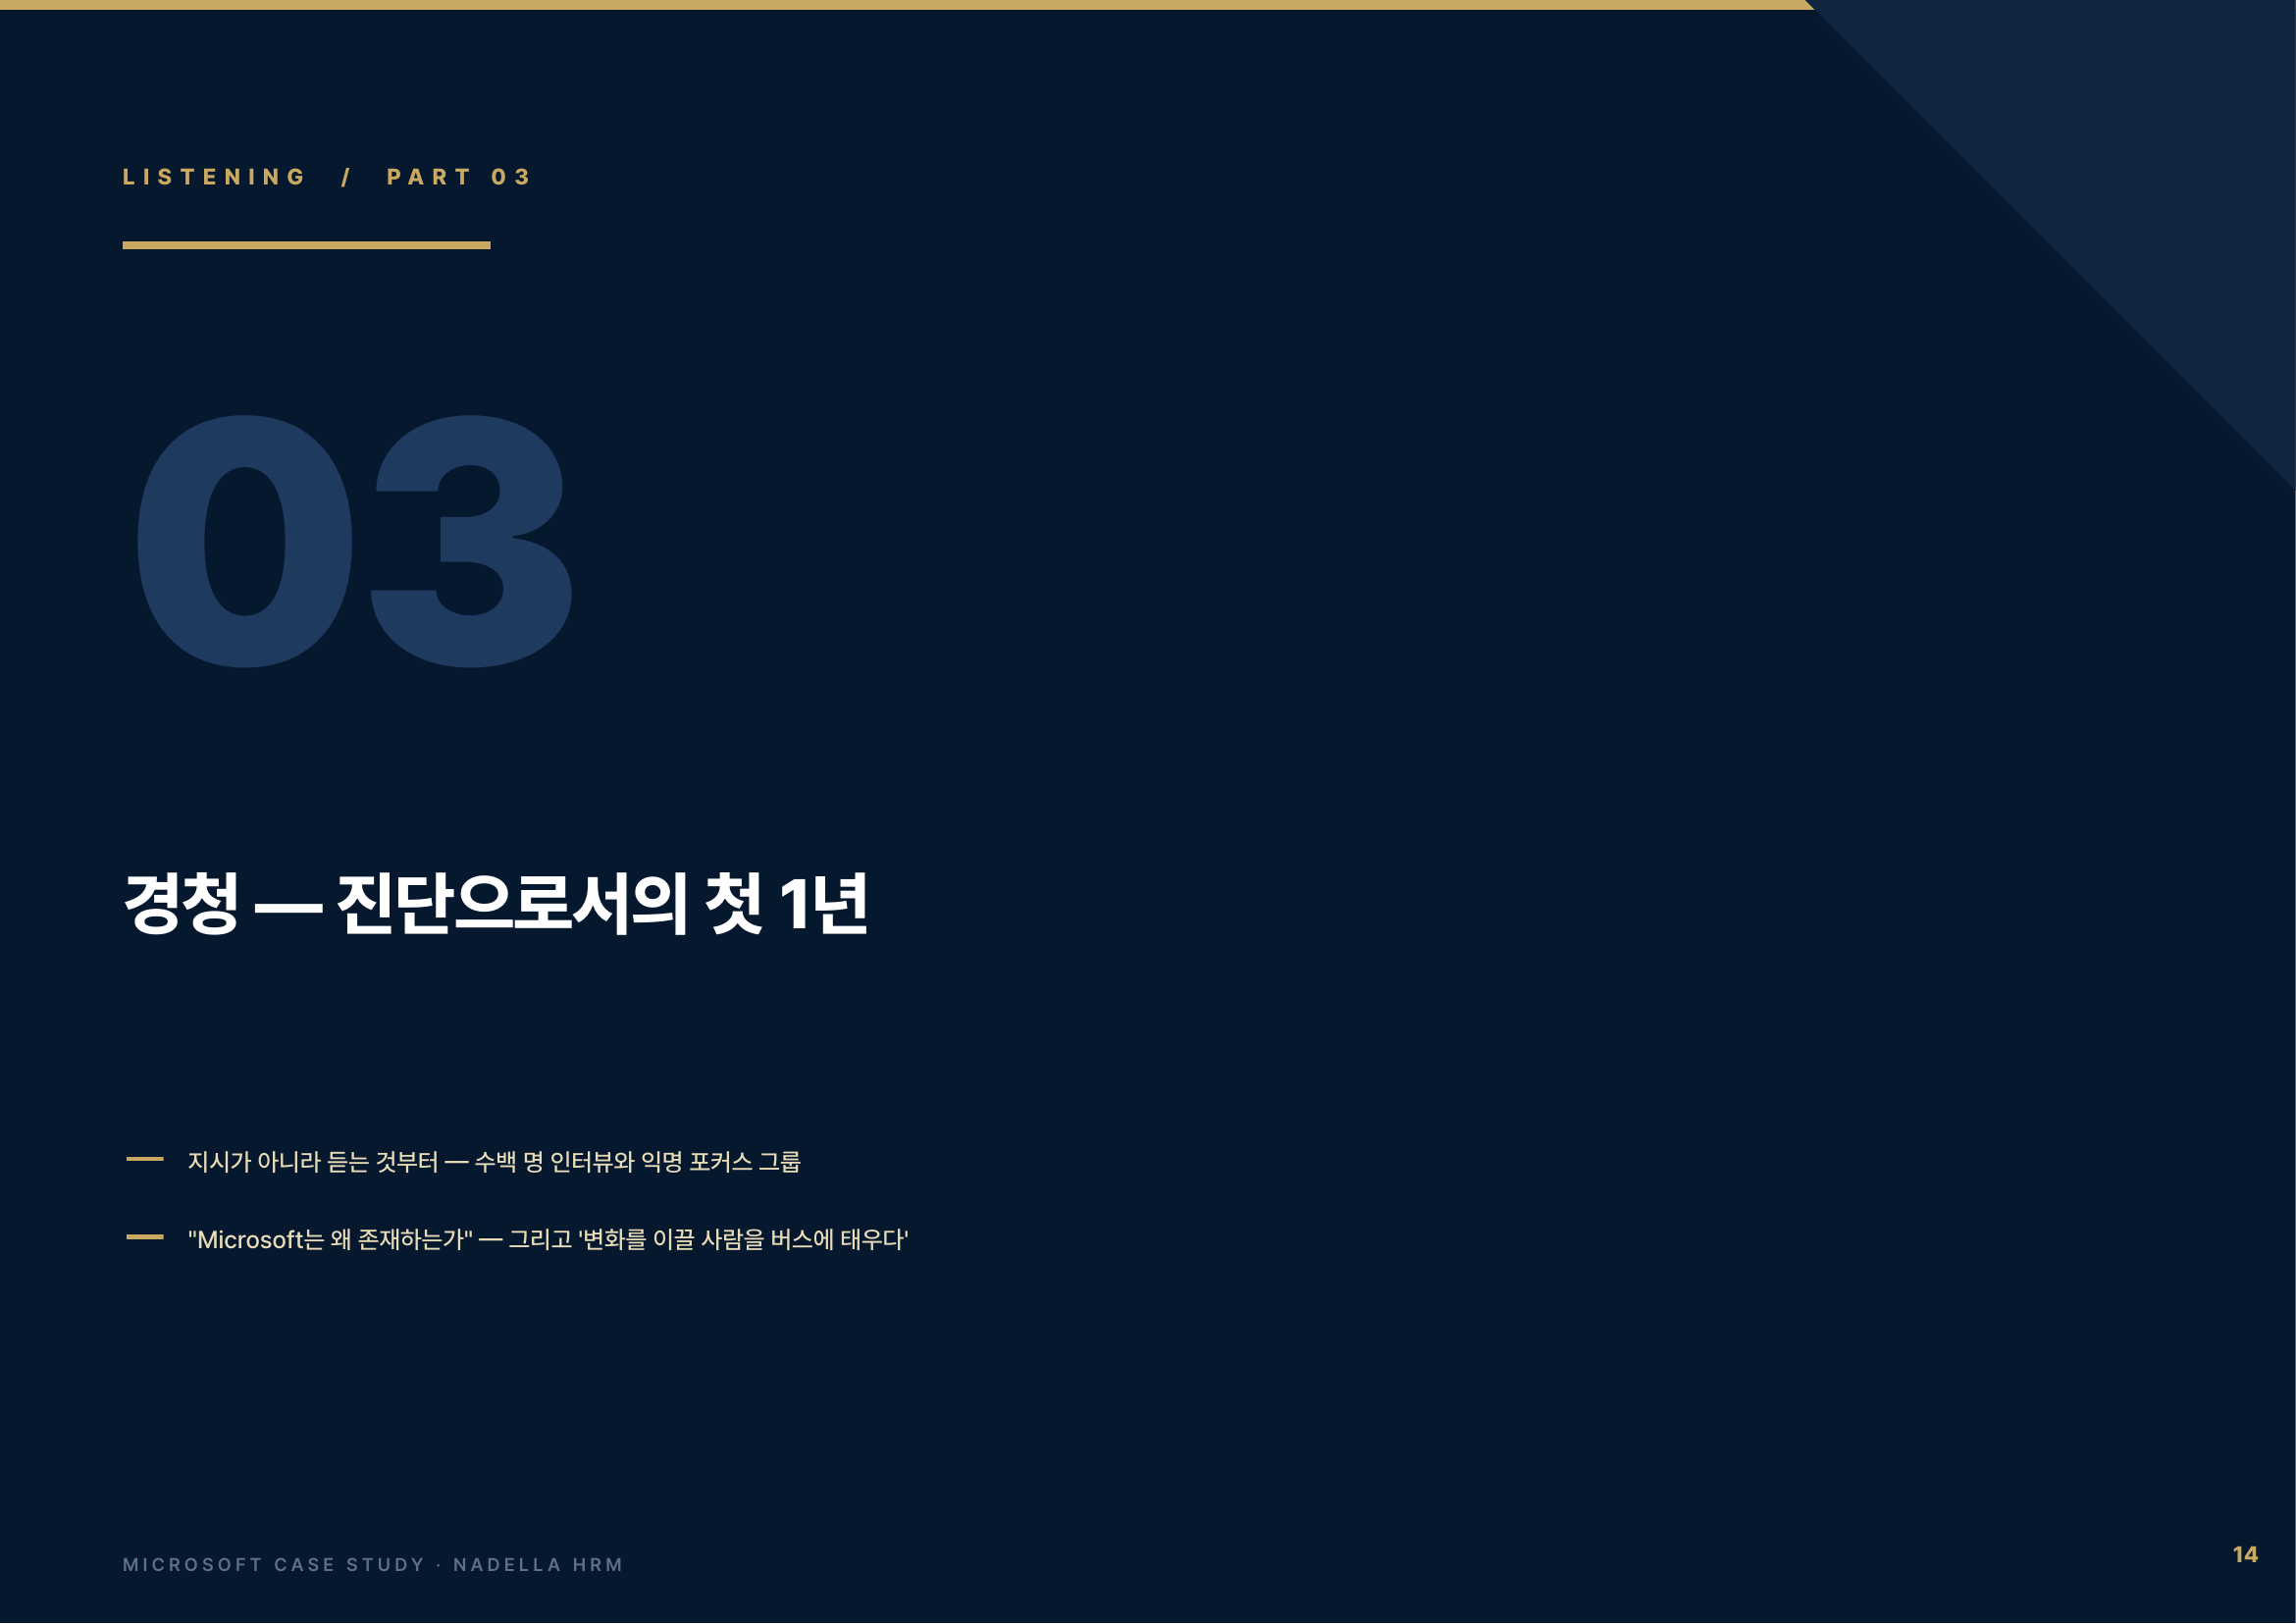 LISTENING / PART 03
03
경청 — 진단으로서의 첫 1년
지시가 아니라 듣는 것부터 — 수백 명 인터뷰와 익명 포커스 그룹
"Microsoft는 왜 존재하는가" — 그리고 '변화를 이끌 사람을 버스에 태우다'
MICROSOFT CASE STUDY · NADELLA HRM
14